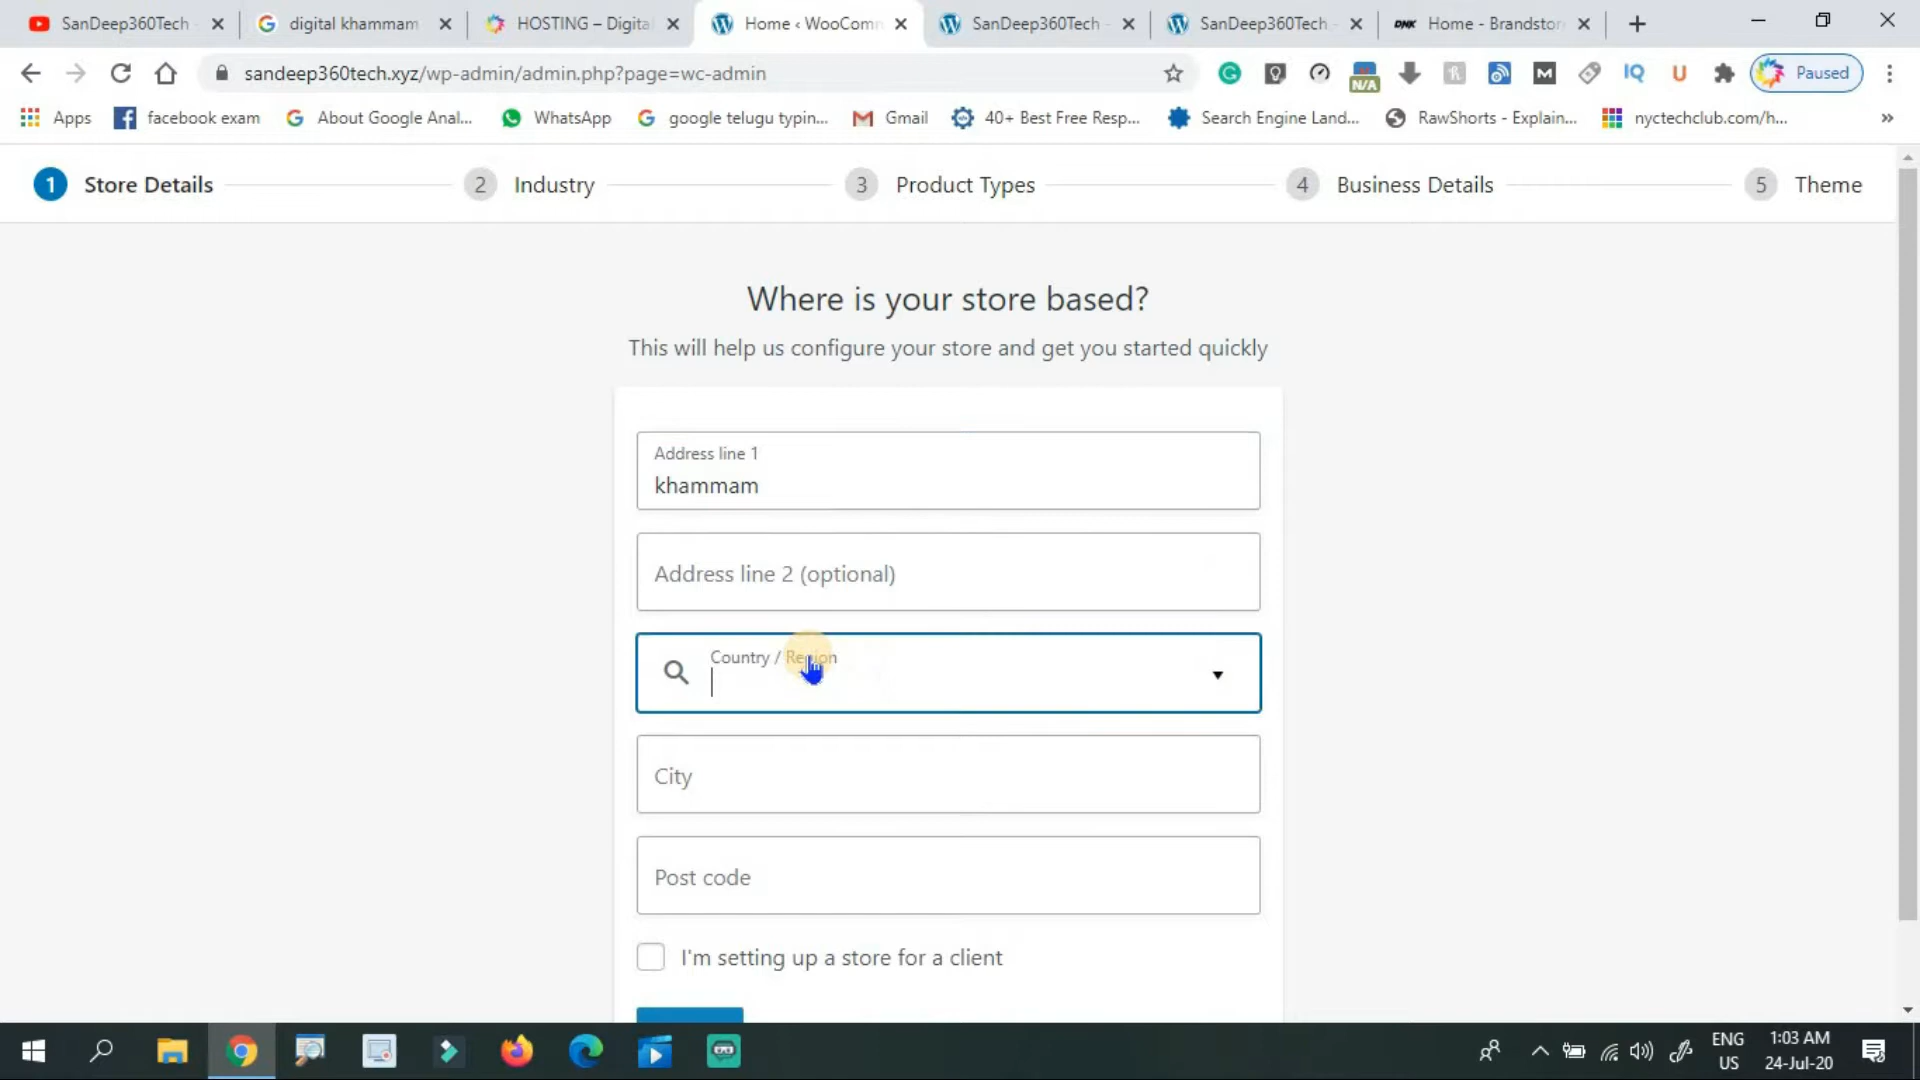 SanDeep360Tech
digital khammam
HOSTING – Digita
Home ‹ WooComm
SanDeep360Tech –
SanDeep360Tech
DNK Home - Brandstor
sandeep360tech.xyz/wp-admin/admin.php?page=wc-admin
N/A
M
IQ
U
Paused
Apps
facebook exam
About Google Anal...
WhatsApp
google telugu typin...
Gmail
40+ Best Free Resp...
Search Engine Land...
RawShorts - Explain...
nyctechclub.com/h...
»
1 Store Details
2 Industry
3 Product Types
4 Business Details
5 Theme
Where is your store based?
This will help us configure your store and get you started quickly
Address line 1
khammam
Address line 2 (optional)
Country / Region
City
Post code
I'm setting up a store for a client
ENG
US
1:03 AM
24-Jul-20